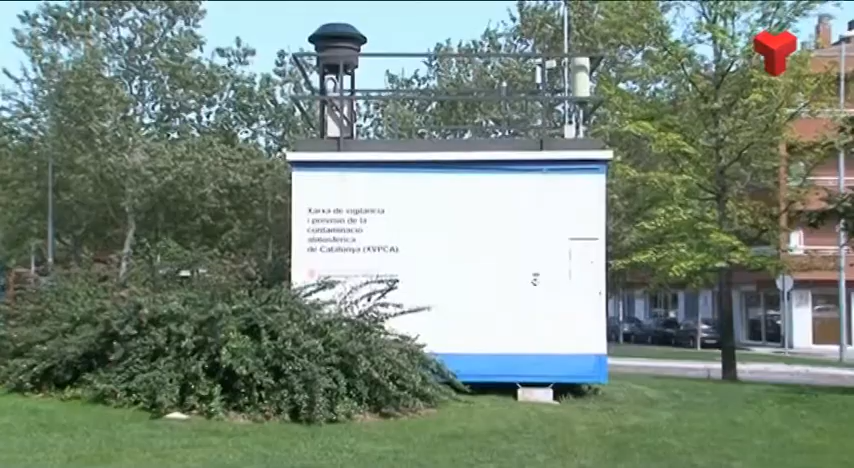 Xarxa de vigilància
i previsió de la
contaminació
atmosfèrica
de Catalunya (XVPCA)